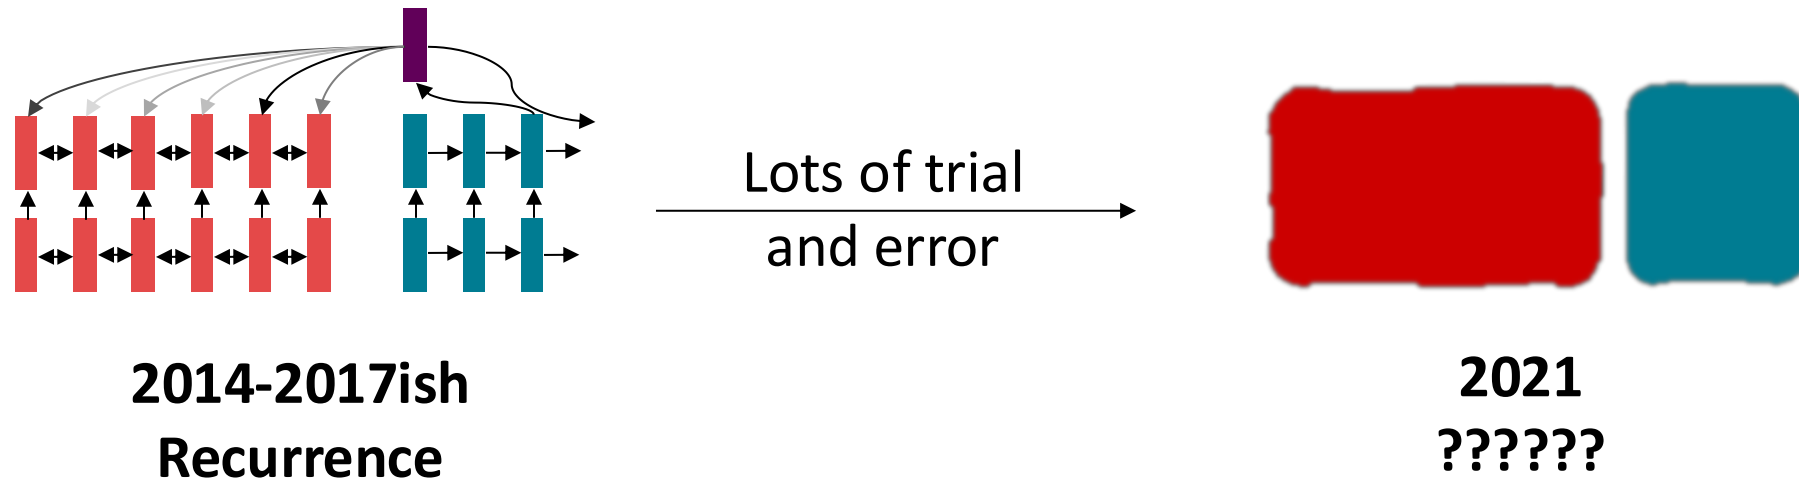 Lots of trial
and error
2014-2017ish
Recurrence
2021
??????